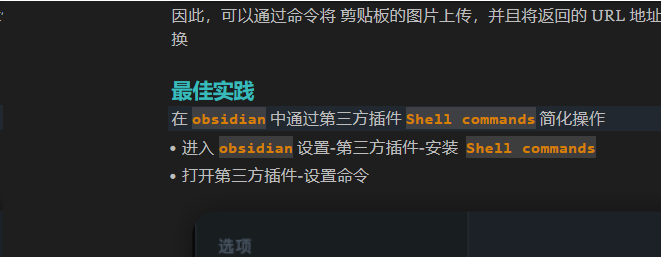 因此，可以通过命令将 剪贴板的图片上传，并且将返回的 URL 地址
换
最佳实践
在 obsidian 中通过第三方插件 Shell commands 简化操作
• 进入 obsidian 设置-第三方插件-安装 Shell commands
• 打开第三方插件-设置命令
选项